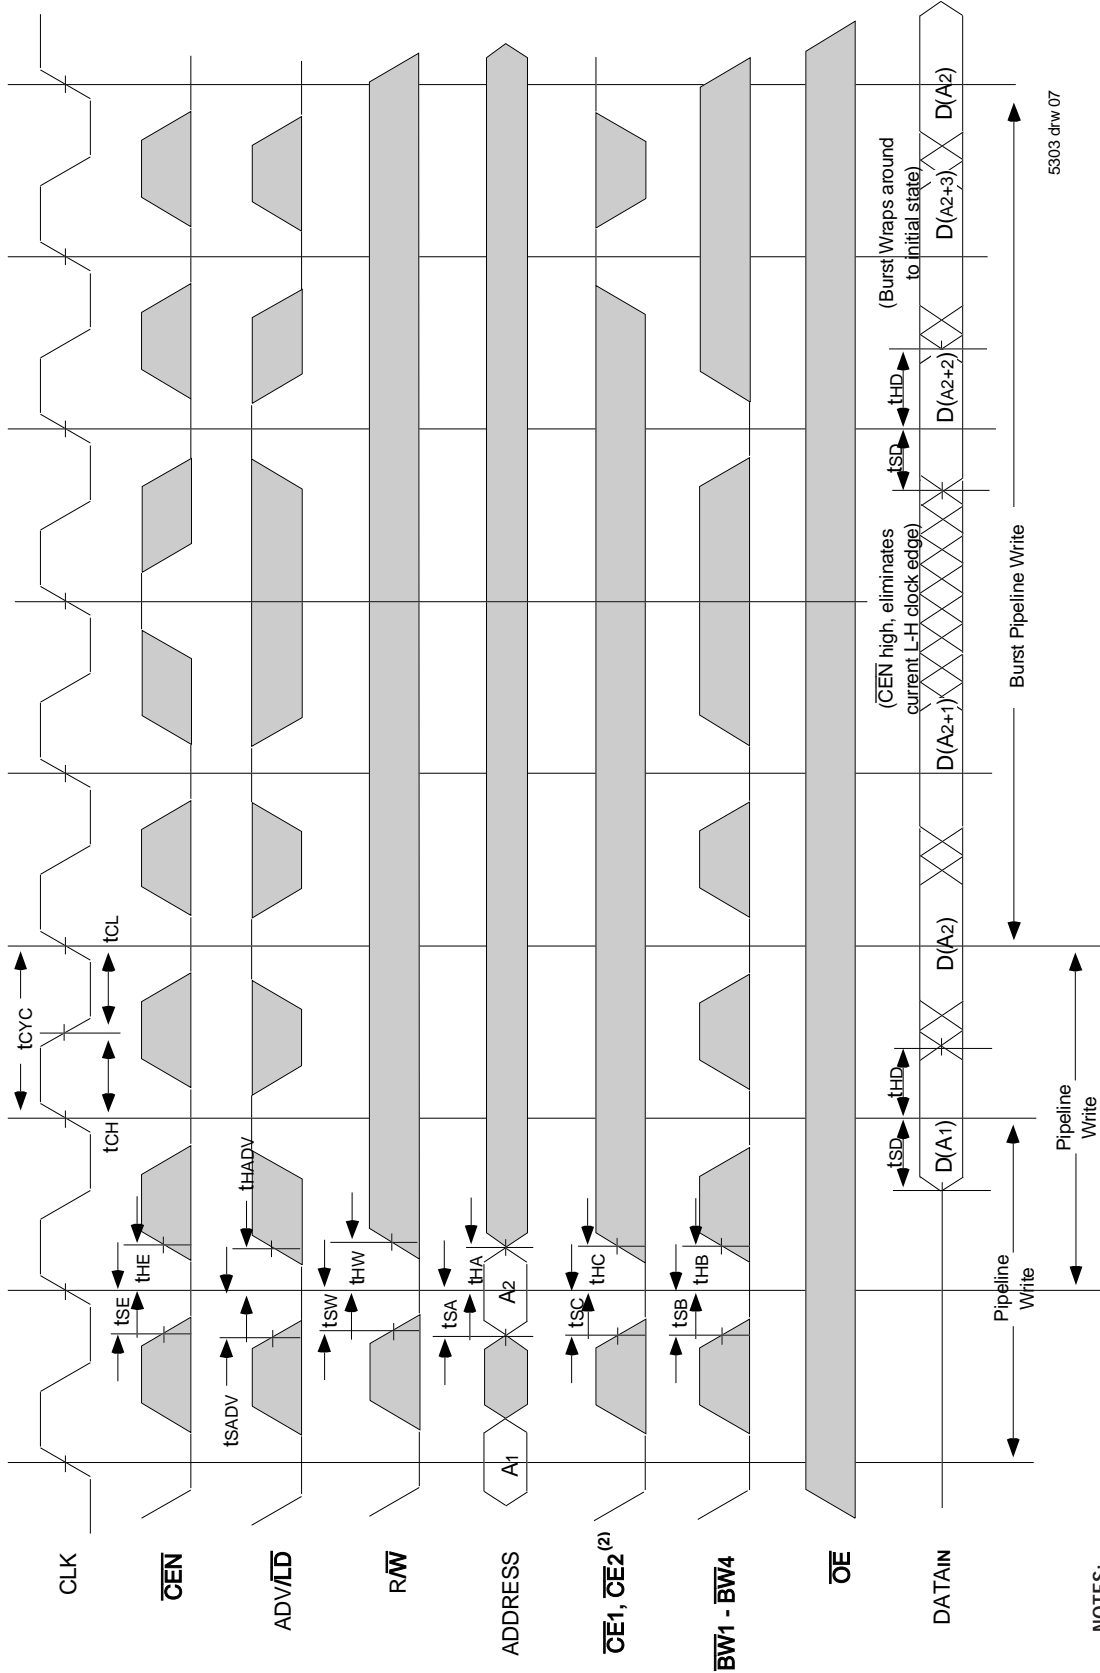 CLK
CEN
ADV/LD
R/W
ADDRESS
CE1, CE2(2)
BW1 - BW4
OE
DATAIN
tCYC
tCH
tCL
tSE
tHE
tSADV
tHADV
tSW
tHW
tSA
tHA
A1
A2
tSC
tHC
tSB
tHB
tSD
tHD
tSD
tHD
(CEN high, eliminates
current L-H clock edge)
(Burst Wraps around
to initial state)
D(A1)
D(A2)
D(A2+1)
D(A2+2)
D(A2+3)
D(A2)
Pipeline
Write
Burst Pipeline Write
Pipeline
Write
5303 drw 07
NOTES: